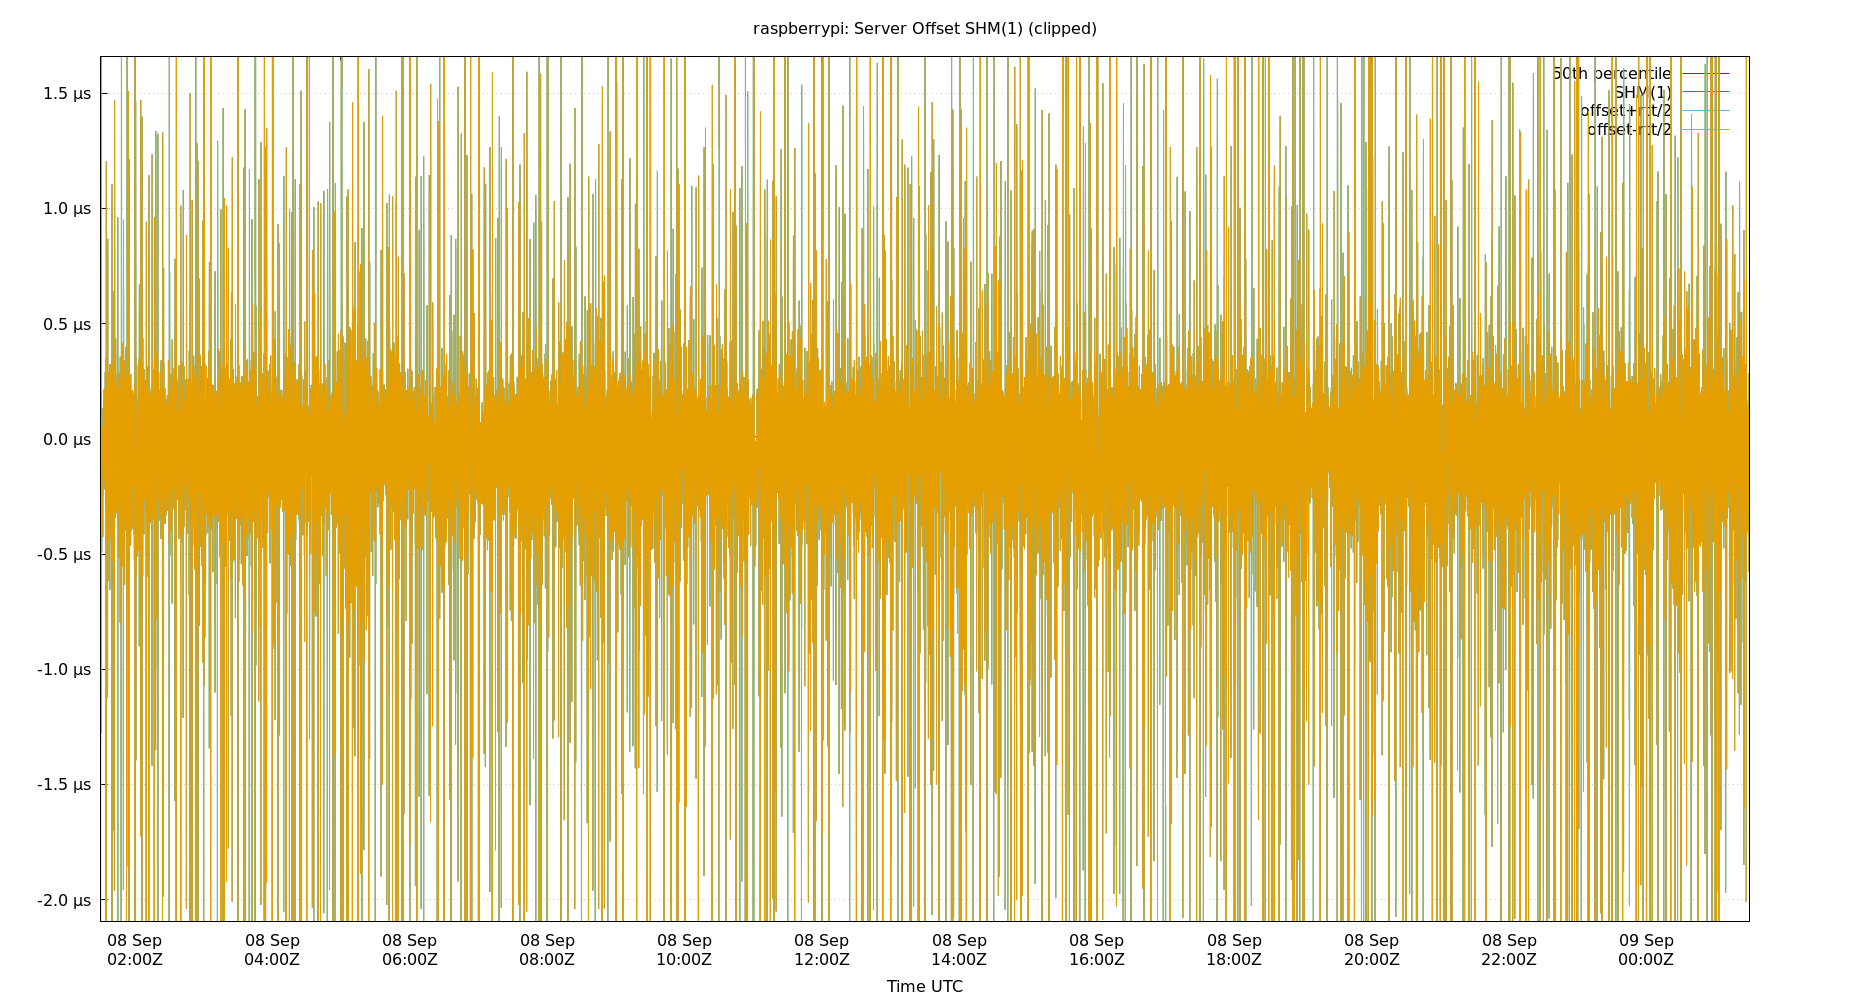 raspberrypi: Server Offset SHM(1) (clipped)
50th percentile
SHM(1)
offset+rtt/2
offset-rtt/2
1.5 µs
1.0 µs
0.5 µs
0.0 µs
-0.5 µs
-1.0 µs
-1.5 µs
-2.0 µs
08 Sep 08 Sep 08 Sep 08 Sep 08 Sep 08 Sep 08 Sep 08 Sep 08 Sep 08 Sep 08 Sep 09 Sep
02:00Z 04:00Z 06:00Z 08:00Z 10:00Z 12:00Z 14:00Z 16:00Z 18:00Z 20:00Z 22:00Z 00:00Z
Time UTC